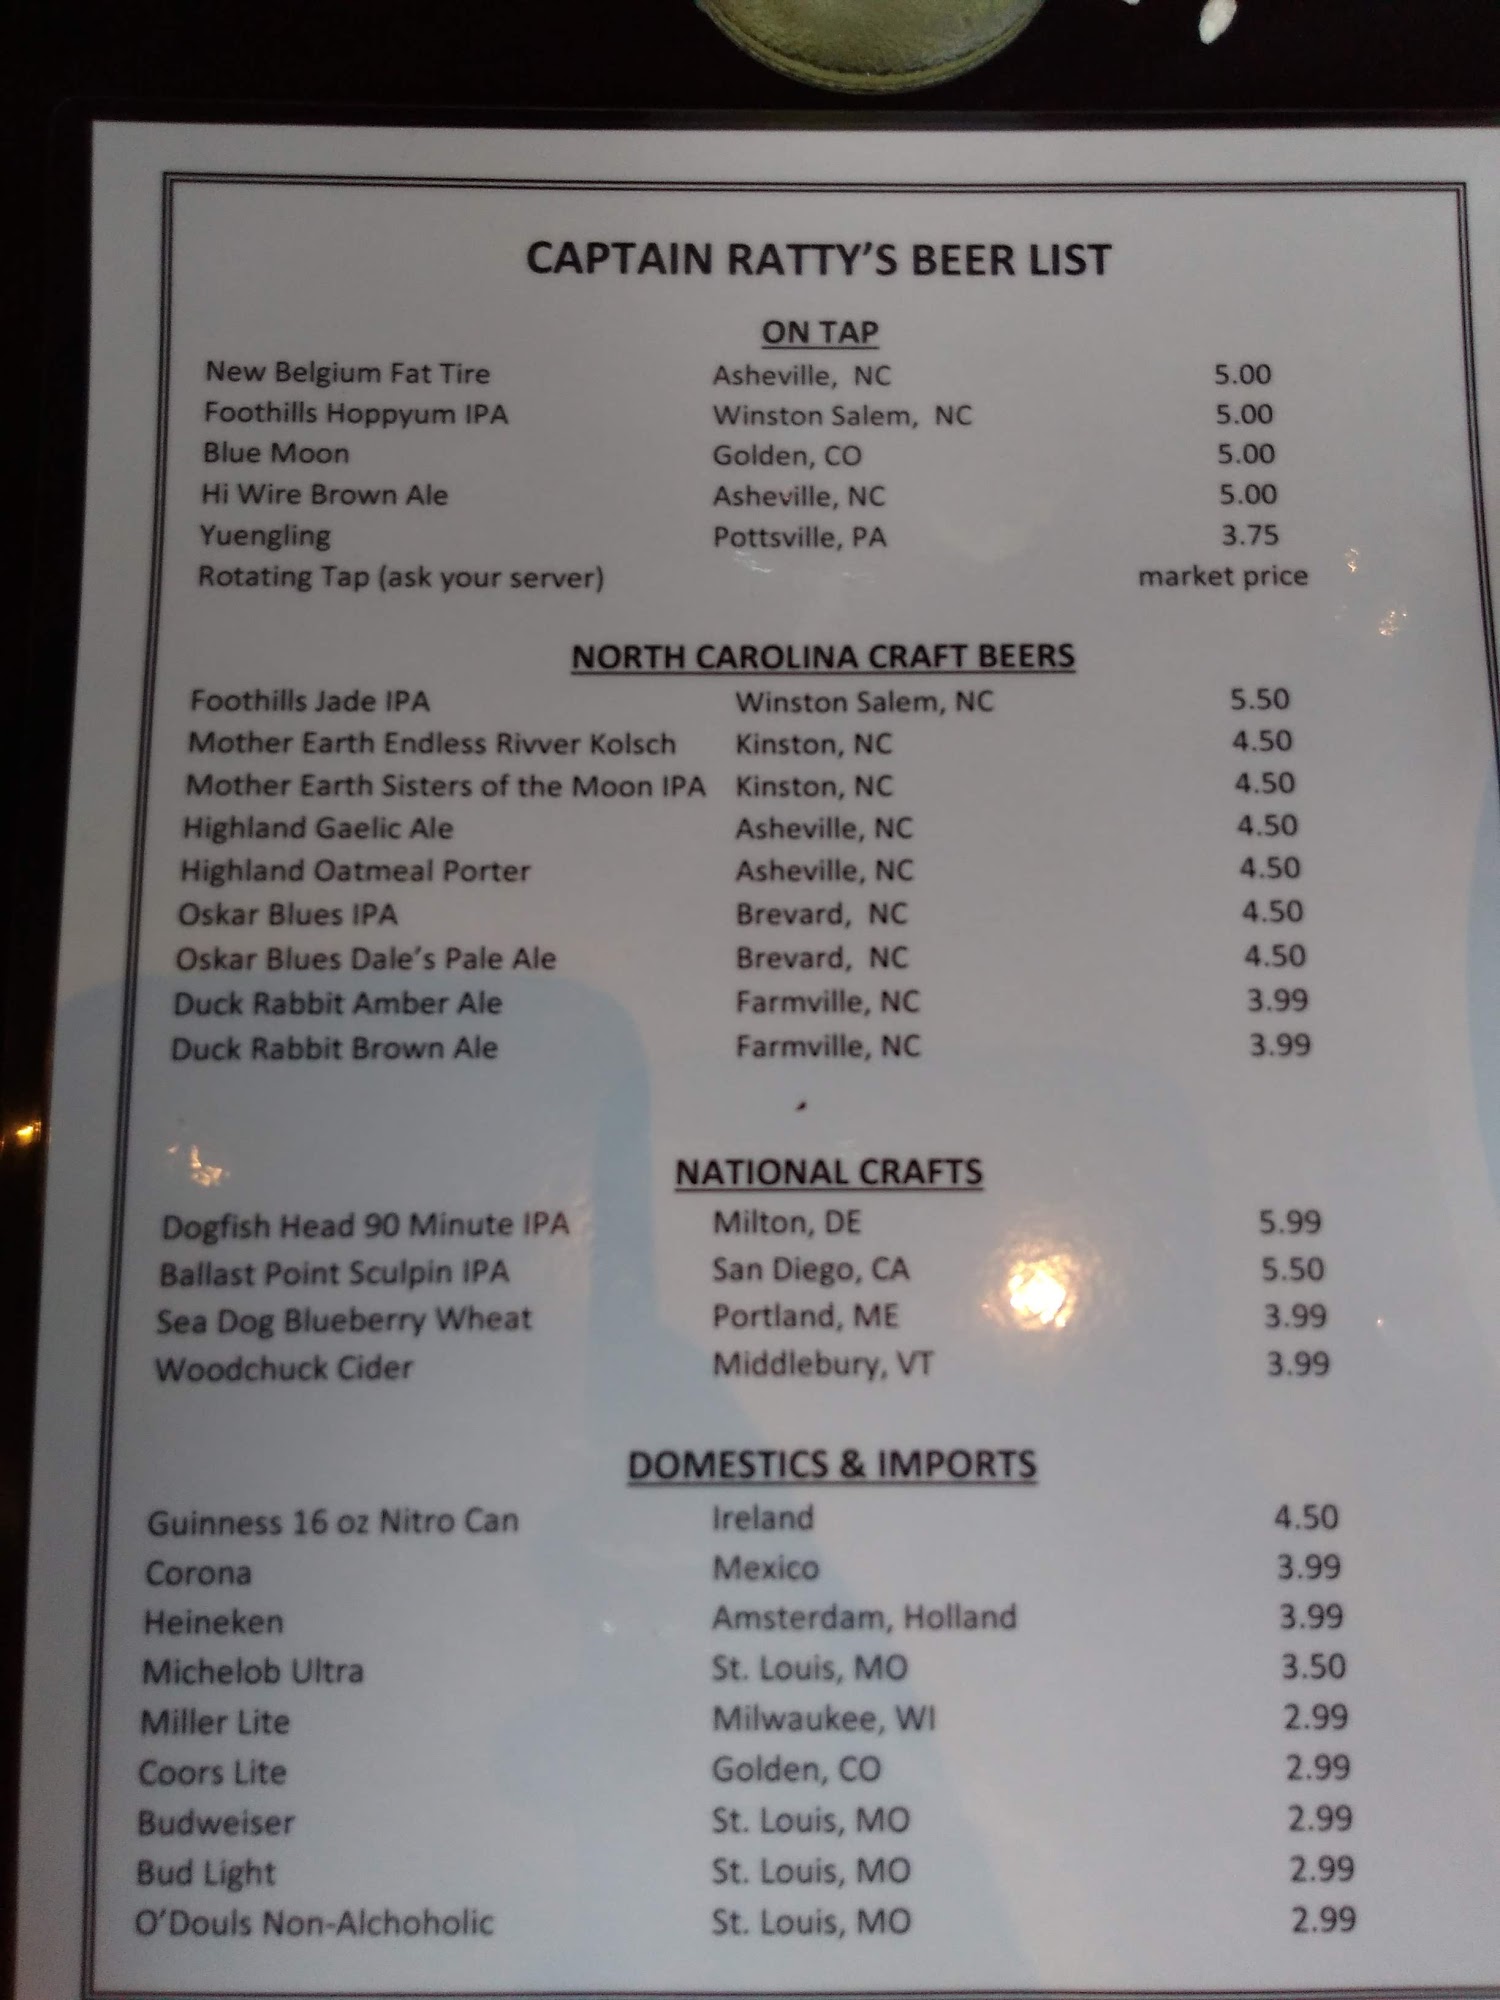 CAPTAIN RATTY'S BEER LIST
ON TAP
New Belgium Fat Tire Asheville, NC 5.00
Foothills Hoppyum IPA Winston Salem, NC 5.00
Blue Moon Golden, CO 5.00
Hi Wire Brown Ale Asheville, NC 5.00
Yuengling Pottsville, PA 3.75
Rotating Tap (ask your server) market price
NORTH CAROLINA CRAFT BEERS
Foothills Jade IPA Winston Salem, NC 5.50
Mother Earth Endless Rivver Kolsch Kinston, NC 4.50
Mother Earth Sisters of the Moon IPA Kinston, NC 4.50
Highland Gaelic Ale Asheville, NC 4.50
Highland Oatmeal Porter Asheville, NC 4.50
Oskar Blues IPA Brevard, NC 4.50
Oskar Blues Dale's Pale Ale Brevard, NC 4.50
Duck Rabbit Amber Ale Farmville, NC 3.99
Duck Rabbit Brown Ale Farmville, NC 3.99
NATIONAL CRAFTS
Dogfish Head 90 Minute IPA Milton, DE 5.99
Ballast Point Sculpin IPA San Diego, CA 5.50
Sea Dog Blueberry Wheat Portland, ME 3.99
Woodchuck Cider Middlebury, VT 3.99
DOMESTICS & IMPORTS
Guinness 16 oz Nitro Can Ireland 4.50
Corona Mexico 3.99
Heineken Amsterdam, Holland 3.99
Michelob Ultra St. Louis, MO 3.50
Miller Lite Milwaukee, WI 2.99
Coors Lite Golden, CO 2.99
Budweiser St. Louis, MO 2.99
Bud Light St. Louis, MO 2.99
O'Douls Non-Alchoholic St. Louis, MO 2.99